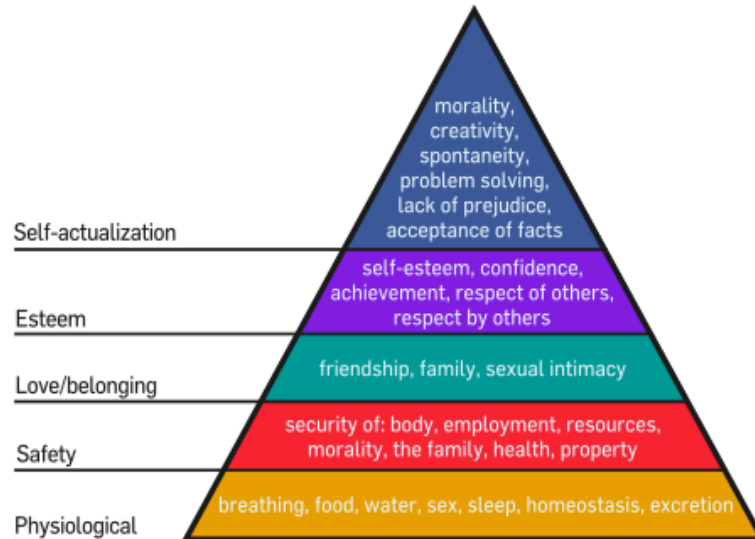 morality,
creativity,
spontaneity,
problem solving,
lack of prejudice,
acceptance of facts
Self-actualization
self-esteem, confidence,
achievement, respect of others,
respect by others
Esteem
friendship, family, sexual intimacy
Love/belonging
security of: body, employment, resources,
morality, the family, health, property
Safety
breathing, food, water, sex, sleep, homeostasis, excretion
Physiological